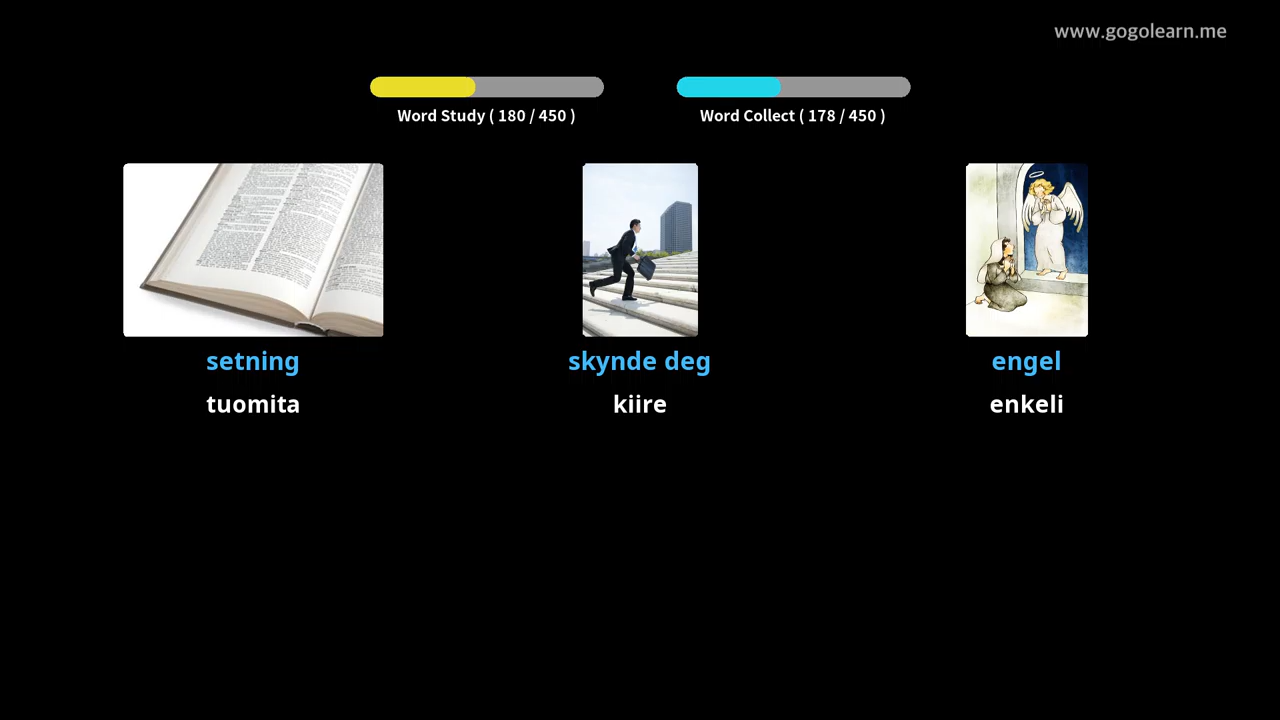 www.gogolearn.me
Word Study ( 180 / 450 )
Word Collect ( 178 / 450 )
setning
skynde deg
engel
tuomita
kiire
enkeli